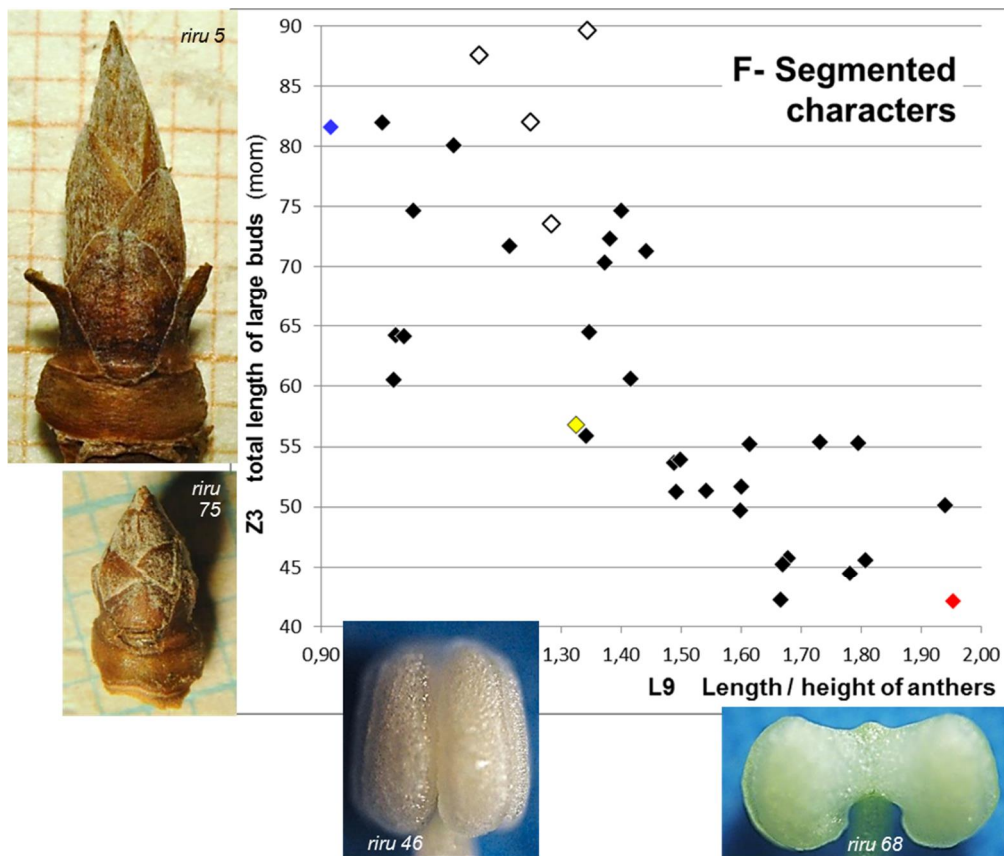 riru 5
F- Segmented
characters
90
85
80
75
70
65
60
55
50
45
40
Z3 total length of large buds (mom)
riru
75
0,90
1,30
1,40
1,50
1,60
1,70
1,80
1,90
2,00
L9 Length / height of anthers
riru 46
riru 68